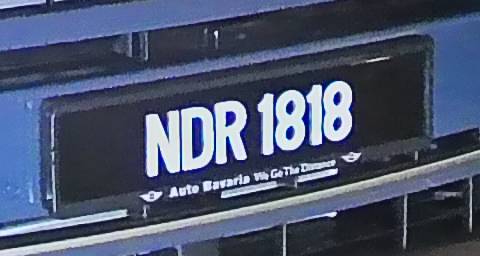 NDR 1818
Auto Bavaria We Go The Distance